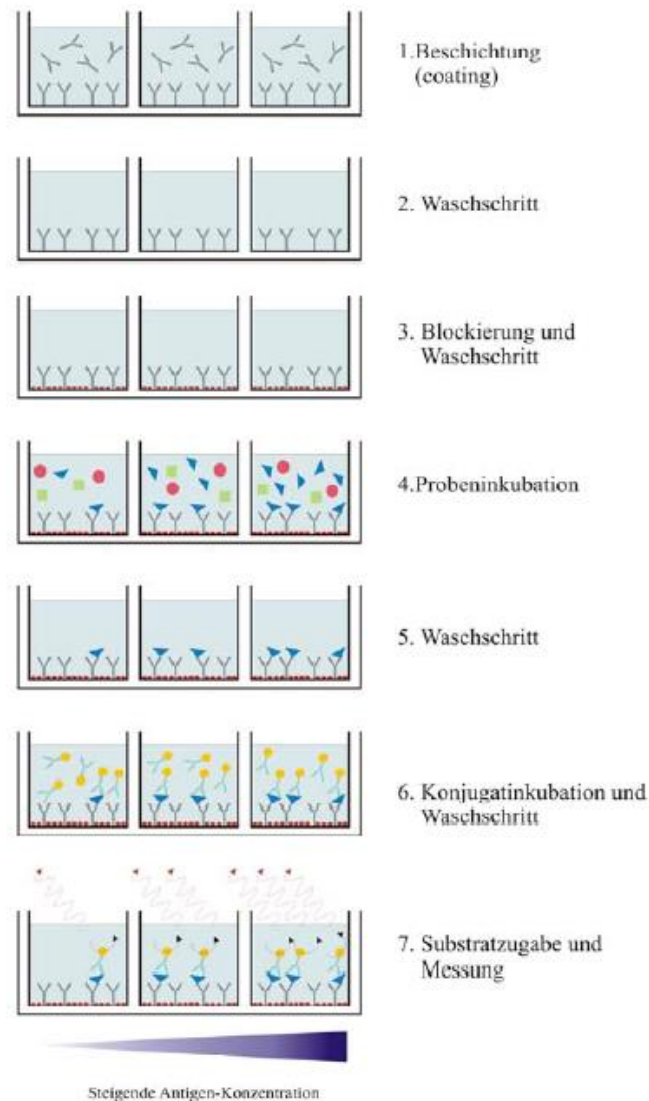 1.Beschichtung
(coating)
2. Waschschritt
3. Blockierung und
Waschschritt
4.Probeninkubation
5. Waschschritt
6. Konjugatinkubation und
Waschschritt
7. Substratzugabe und
Messung
Steigende Antigen-Konzentration